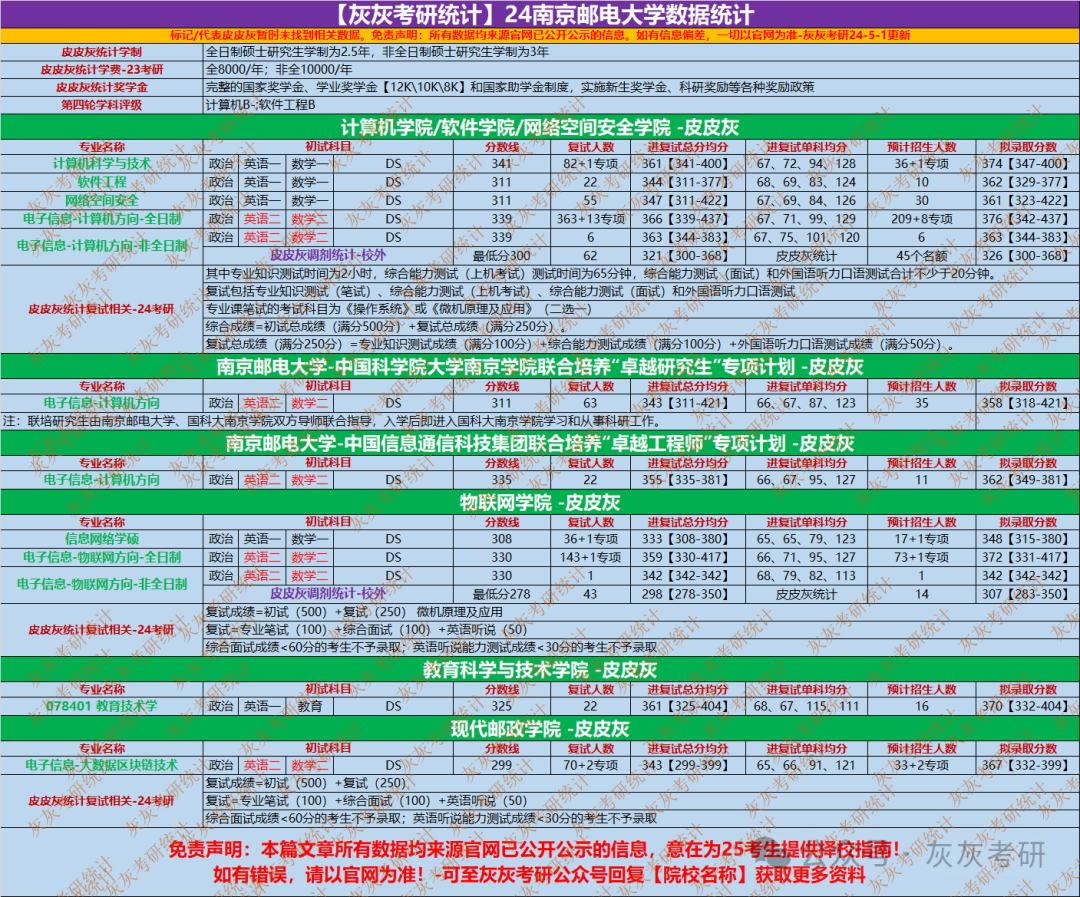 【灰灰考研统计】24南京邮电大学数据统计
标记/代表皮皮灰暂时未找到相关数据。免责声明：所有数据均来源官网已公开公示的信息。如有信息偏差，一切以官网为准-灰灰考研24-5-1更新
皮皮灰统计学制 全日制硕士研究生学制为2.5年，非全日制硕士研究生学制为3年
皮皮灰统计学费-23考研 全8000/年；非全10000/年
皮皮灰统计奖学金 完整的国家奖学金、学业奖学金【12K\10K\8K】和国家助学金制度，实施新生奖学金、科研奖励等各种奖励政策
第四轮学科评级 计算机B-;软件工程B
计算机学院/软件学院/网络空间安全学院 -皮皮灰
专业名称 初试科目 分数线 复试人数 进复试总分均分 进复试单科均分 预计招生人数 拟录取分数
计算机科学与技术 政治 英语一 数学一 DS 341 82+1专项 361【341-400】 67、72、94、128 36+1专项 374【347-400】
软件工程 政治 英语一 数学一 DS 311 22 344【311-377】 68、69、83、124 10 362【329-377】
网络空间安全 政治 英语一 数学一 DS 311 55 347【311-422】 67、69、84、126 30 361【323-422】
电子信息-计算机方向-全日制 政治 英语二 数学二 DS 339 363+13专项 366【339-437】 67、71、99、129 209+8专项 376【342-437】
电子信息-计算机方向-非全日制 政治 英语二 数学二 DS 339 6 363【344-383】 67、75、101、120 6 363【344-383】
皮皮灰调剂统计-校外 最低分300 62 321【300-368】 皮皮灰统计 45个名额 326【300-368】
皮皮灰统计复试相关-24考研 其中专业知识测试时间为2小时，综合能力测试（上机考试）测试时间为65分钟，综合能力测试（面试）和外国语听力口语测试合计不少于20分钟。
复试包括专业知识测试（笔试）、综合能力测试（上机考试）、综合能力测试（面试）和外国语听力口语测试
专业课笔试的考试科目为《操作系统》或《微机原理及应用》（二选一）
综合成绩=初试总成绩（满分500分）+复试总成绩（满分250分）。
复试总成绩（满分250分）=专业知识测试成绩（满分100分）+综合能力测试成绩（满分100分）+外国语听力口语测试成绩（满分50分）。
南京邮电大学-中国科学院大学南京学院联合培养“卓越研究生”专项计划 -皮皮灰
专业名称 初试科目 分数线 复试人数 进复试总分均分 进复试单科均分 预计招生人数 拟录取分数
电子信息-计算机方向 政治 英语二 数学二 DS 311 63 343【311-421】 66、67、87、123 35 358【318-421】
注：联培研究生由南京邮电大学、国科大南京学院双方导师联合指导，入学后即进入国科大南京学院学习和从事科研工作。
南京邮电大学-中国信息通信科技集团联合培养“卓越工程师”专项计划 -皮皮灰
专业名称 初试科目 分数线 复试人数 进复试总分均分 进复试单科均分 预计招生人数 拟录取分数
电子信息-计算机方向 政治 英语二 数学二 DS 335 22 355【335-381】 66、67、95、127 11 362【349-381】
物联网学院 -皮皮灰
专业名称 初试科目 分数线 复试人数 进复试总分均分 进复试单科均分 预计招生人数 拟录取分数
信息网络学硕 政治 英语一 数学一 DS 308 36+1专项 333【308-380】 65、65、79、123 17+1专项 348【315-380】
电子信息-物联网方向-全日制 政治 英语二 数学二 DS 330 143+1专项 359【330-417】 66、71、95、127 73+1专项 372【331-417】
电子信息-物联网方向-非全日制 政治 英语二 数学二 DS 330 1 342【342-342】 68、79、82、113 1 342【342-342】
皮皮灰调剂统计-校外 最低分278 43 298【278-350】 皮皮灰统计 14 307【283-350】
皮皮灰统计复试相关-24考研 复试成绩=初试（500）+复试（250） 微机原理及应用
复试=专业笔试（100）+综合面试（100）+英语听说（50）
综合面试成绩<60分的考生不予录取；英语听说能力测试成绩<30分的考生不予录取
教育科学与技术学院 -皮皮灰
专业名称 初试科目 分数线 复试人数 进复试总分均分 进复试单科均分 预计招生人数 拟录取分数
078401 教育技术学 政治 英语一 教育 DS 325 22 361【325-404】 68、67、115、111 16 370【332-404】
现代邮政学院 -皮皮灰
专业名称 初试科目 分数线 复试人数 进复试总分均分 进复试单科均分 预计招生人数 拟录取分数
电子信息-大数据区块链技术 政治 英语二 数学二 DS 299 70+2专项 343【299-399】 65、66、91、121 33+2专项 367【332-399】
皮皮灰统计复试相关-24考研 复试成绩=初试（500）+复试（250）
复试=专业笔试（100）+综合面试（100）+英语听说（50）
综合面试成绩<60分的考生不予录取；英语听说能力测试成绩<30分的考生不予录取
免责声明：本篇文章所有数据均来源官网已公开公示的信息，意在为25考生提供择校指南！
如有错误，请以官网为准！-可至灰灰考研公众号回复【院校名称】获取更多资料
公众号·灰灰考研